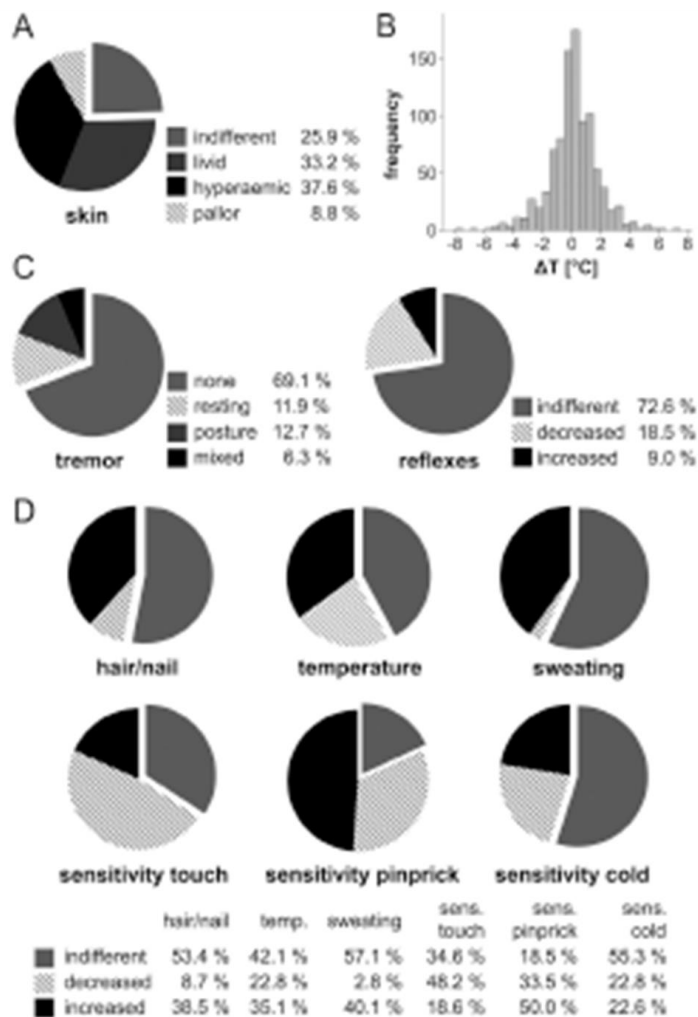 A
indifferent 25.9 %
livid 33.2 %
hyperaemic 37.6 %
pallor 8.8 %
skin
B
frequency
150
100
50
0
-8 -6 -4 -2 0 2 4 6 8
ΔT [°C]
C
none 69.1 %
resting 11.9 %
posture 12.7 %
mixed 6.3 %
tremor
indifferent 72.6 %
decreased 18.5 %
increased 9.0 %
reflexes
D
hair/nail temperature sweating
sensitivity touch sensitivity pinprick sensitivity cold
hair/nail temp. sweating sens. touch sens. pinprick sens. cold
indifferent 53.4 % 42.1 % 57.1 % 34.6 % 18.5 % 55.3 %
decreased 8.7 % 22.8 % 2.8 % 48.2 % 33.5 % 22.8 %
increased 38.5 % 35.1 % 40.1 % 18.6 % 50.0 % 22.6 %